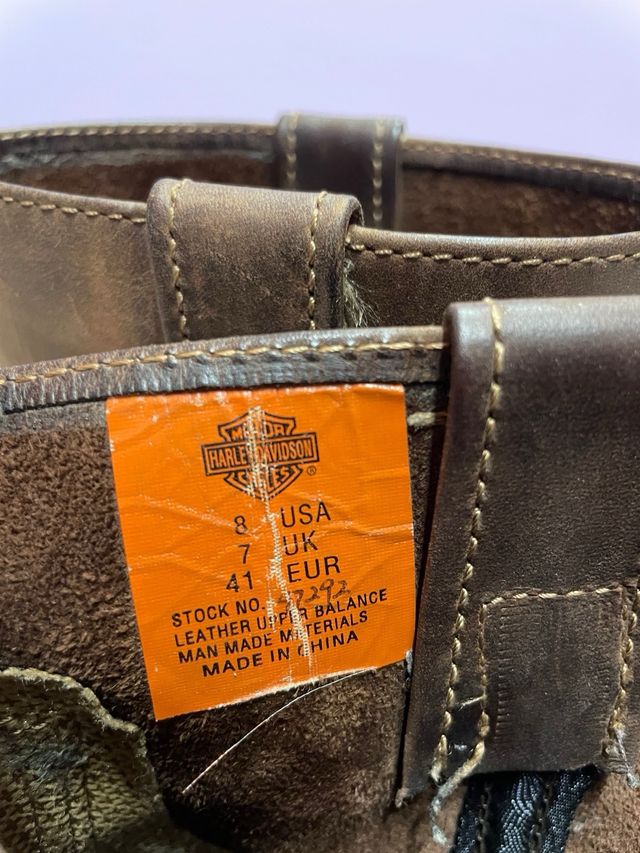 MOTOR
HARLEY-DAVIDSON
CYCLES ®
8 USA
7 UK
41 EUR
STOCK NO.
LEATHER UPPER BALANCE
MAN MADE MATERIALS
MADE IN CHINA